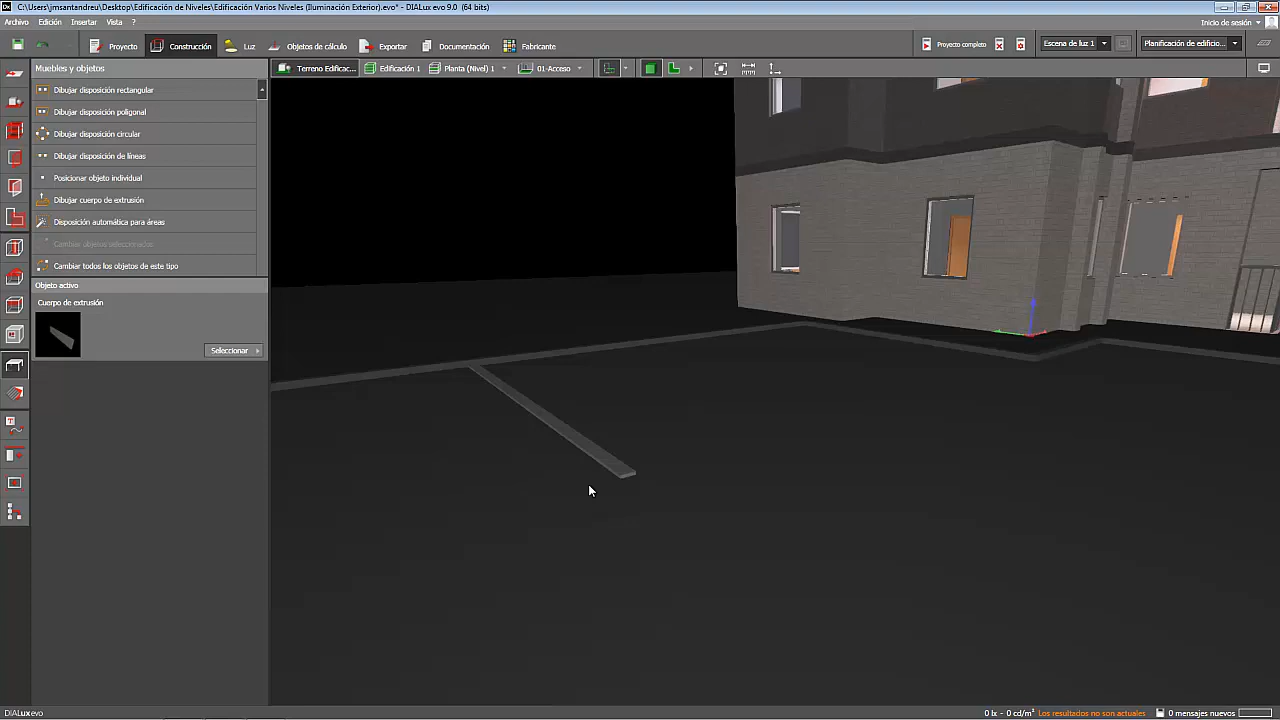 C:\Users\jmsantandreu\Desktop\Edificación de Niveles\Edificación Varios Niveles (Iluminación Exterior).evo* - DIALux evo 9.0 (64 bits)
Archivo Edición Insertar Vista ? Inicio de sesión
Proyecto Construcción Luz Objetos de cálculo Exportar Documentación Fabricante Proyecto completo Escena de luz 1 Planificación de edificio...
Muebles y objetos
Terreno Edificac... Edificación 1 Planta (Nivel) 1 01-Acceso
Dibujar disposición rectangular
Dibujar disposición poligonal
Dibujar disposición circular
Dibujar disposición de líneas
Posicionar objeto individual
Dibujar cuerpo de extrusión
Disposición automática para áreas
Cambiar objetos seleccionados
Cambiar todos los objetos de este tipo
Objeto activo
Cuerpo de extrusión
Seleccionar
DIALux evo 0 lx - 0 cd/m² Los resultados no son actuales 0 mensajes nuevos